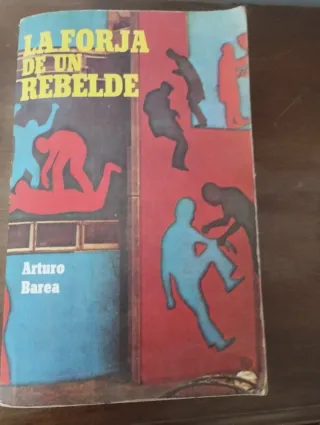 LA FORJA
DE UN
REBELDE
Arturo
Barea